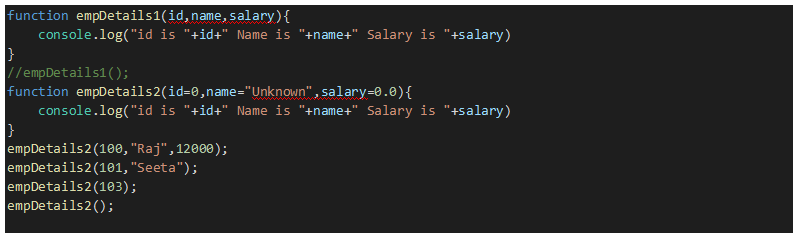 function empDetails1(id,name,salary){
    console.log("id is "+id+" Name is "+name+" Salary is "+salary)
}
//empDetails1();
function empDetails2(id=0,name="Unknown",salary=0.0){
    console.log("id is "+id+" Name is "+name+" Salary is "+salary)
}
empDetails2(100,"Raj",12000);
empDetails2(101,"Seeta");
empDetails2(103);
empDetails2();